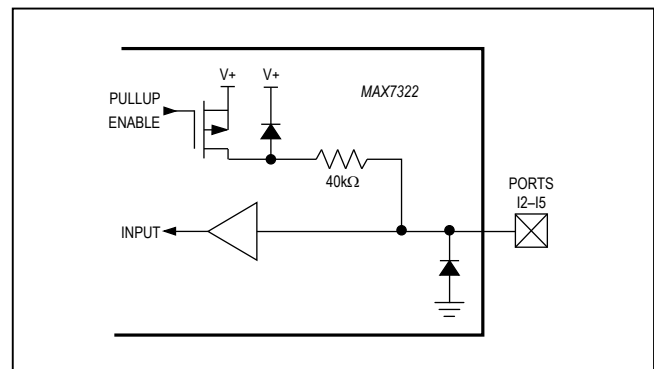 V+ V+
MAX7322
PULLUP
ENABLE
40kΩ
PORTS
I2–I5
INPUT